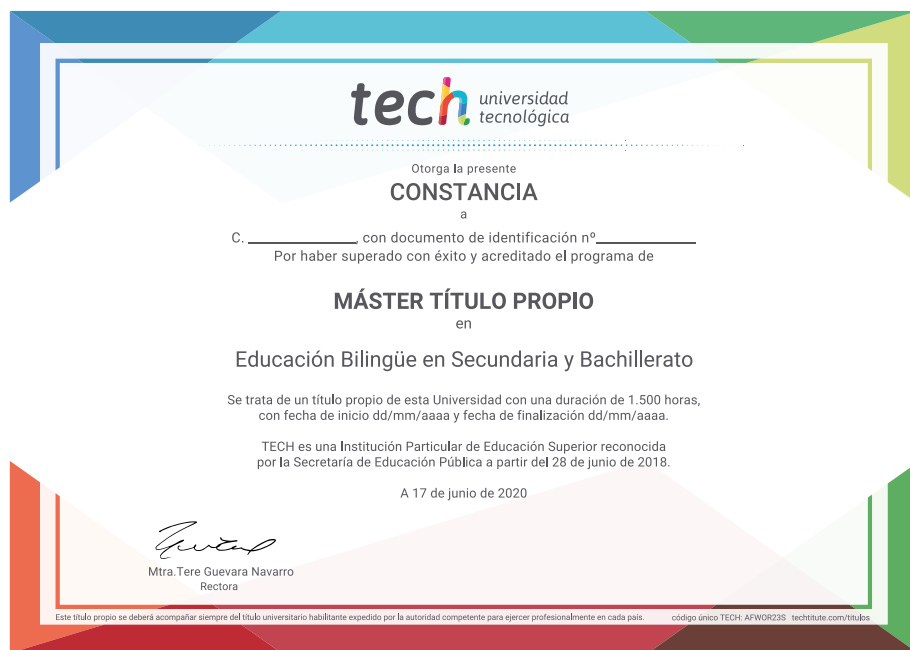 tech universidad
tecnológica
Otorga la presente
CONSTANCIA
a
C. ____________, con documento de identificación nº___________
Por haber superado con éxito y acreditado el programa de
MÁSTER TÍTULO PROPIO
en
Educación Bilingüe en Secundaria y Bachillerato
Se trata de un título propio de esta Universidad con una duración de 1.500 horas,
con fecha de inicio dd/mm/aaaa y fecha de finalización dd/mm/aaaa.
TECH es una Institución Particular de Educación Superior reconocida
por la Secretaría de Educación Pública a partir del 28 de junio de 2018.
A 17 de junio de 2020
Mtra.Tere Guevara Navarro
Rectora
Este título propio se deberá acompañar siempre del título universitario habilitante expedido por la autoridad competente para ejercer profesionalmente en cada país. código único TECH: AFWOR23S techtitute.com/titulos